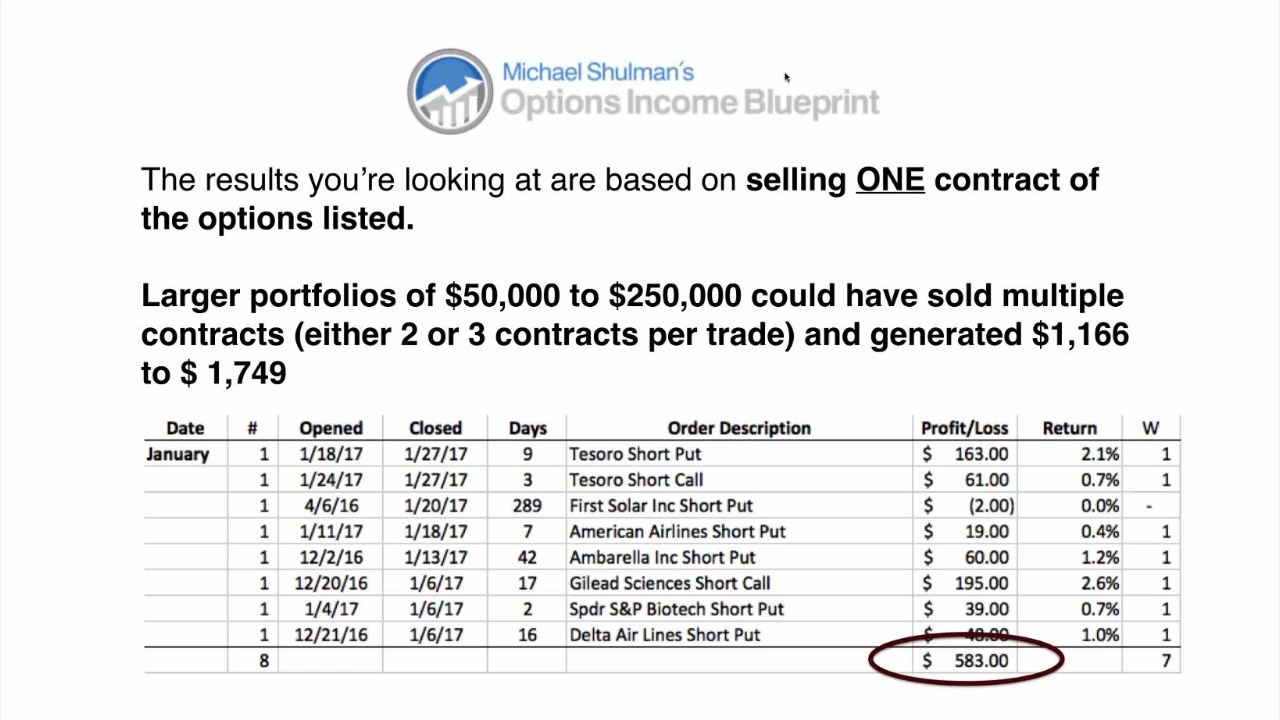 Michael Shulman's
Options Income Blueprint
The results you're looking at are based on selling ONE contract of
the options listed.
Larger portfolios of $50,000 to $250,000 could have sold multiple
contracts (either 2 or 3 contracts per trade) and generated $1,166
to $ 1,749
Date # Opened Closed Days Order Description Profit/Loss Return W
January 1 1/18/17 1/27/17 9 Tesoro Short Put $ 163.00 2.1% 1
1 1/24/17 1/27/17 3 Tesoro Short Call $ 61.00 0.7% 1
1 4/6/16 1/20/17 289 First Solar Inc Short Put $ (2.00) 0.0% -
1 1/11/17 1/18/17 7 American Airlines Short Put $ 19.00 0.4% 1
1 12/2/16 1/13/17 42 Ambarella Inc Short Put $ 60.00 1.2% 1
1 12/20/16 1/6/17 17 Gilead Sciences Short Call $ 195.00 2.6% 1
1 1/4/17 1/6/17 2 Spdr S&P Biotech Short Put $ 39.00 0.7% 1
1 12/21/16 1/6/17 16 Delta Air Lines Short Put $ 48.00 1.0% 1
8 $ 583.00 7